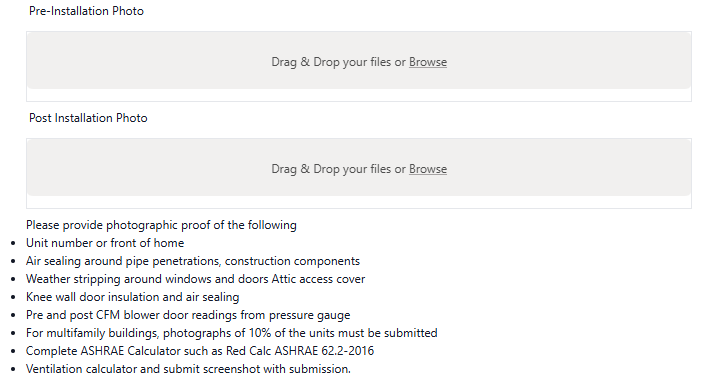 Pre-Installation Photo
Drag & Drop your files or Browse
Post Installation Photo
Drag & Drop your files or Browse
Please provide photographic proof of the following
• Unit number or front of home
• Air sealing around pipe penetrations, construction components
• Weather stripping around windows and doors Attic access cover
• Knee wall door insulation and air sealing
• Pre and post CFM blower door readings from pressure gauge
• For multifamily buildings, photographs of 10% of the units must be submitted
• Complete ASHRAE Calculator such as Red Calc ASHRAE 62.2-2016
• Ventilation calculator and submit screenshot with submission.